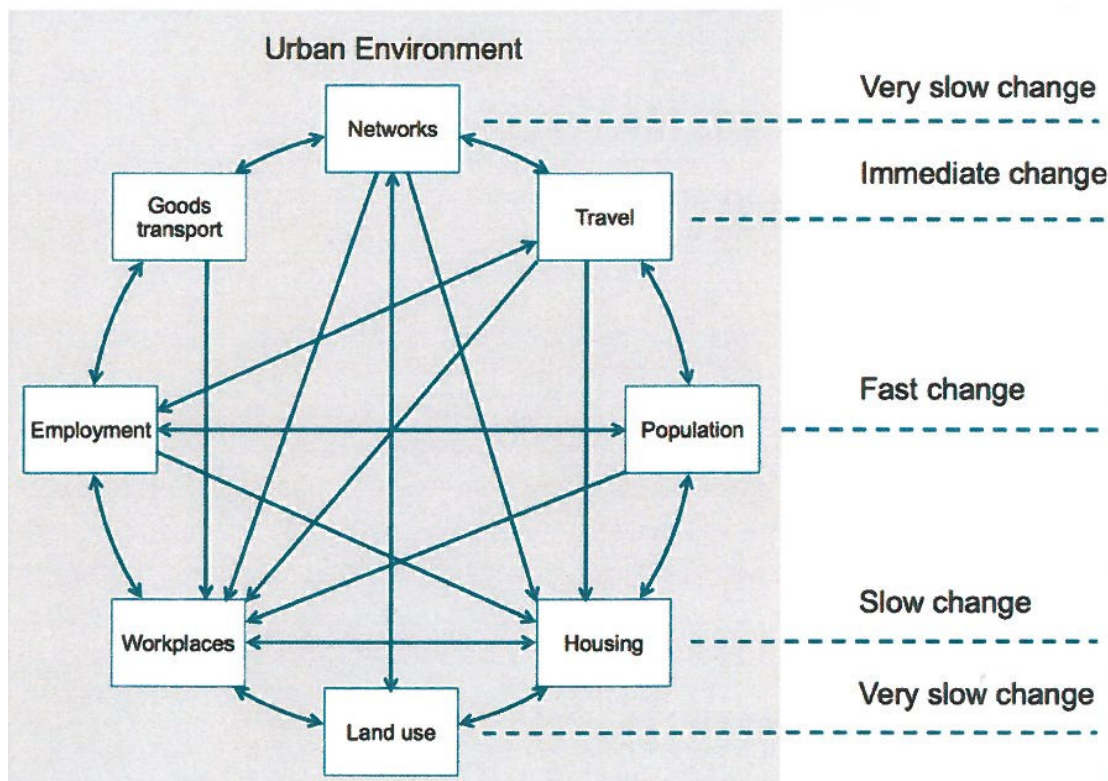 Urban Environment
Very slow change
Networks
Immediate change
Goods
transport
Travel
Fast change
Employment
Population
Slow change
Workplaces
Housing
Very slow change
Land use